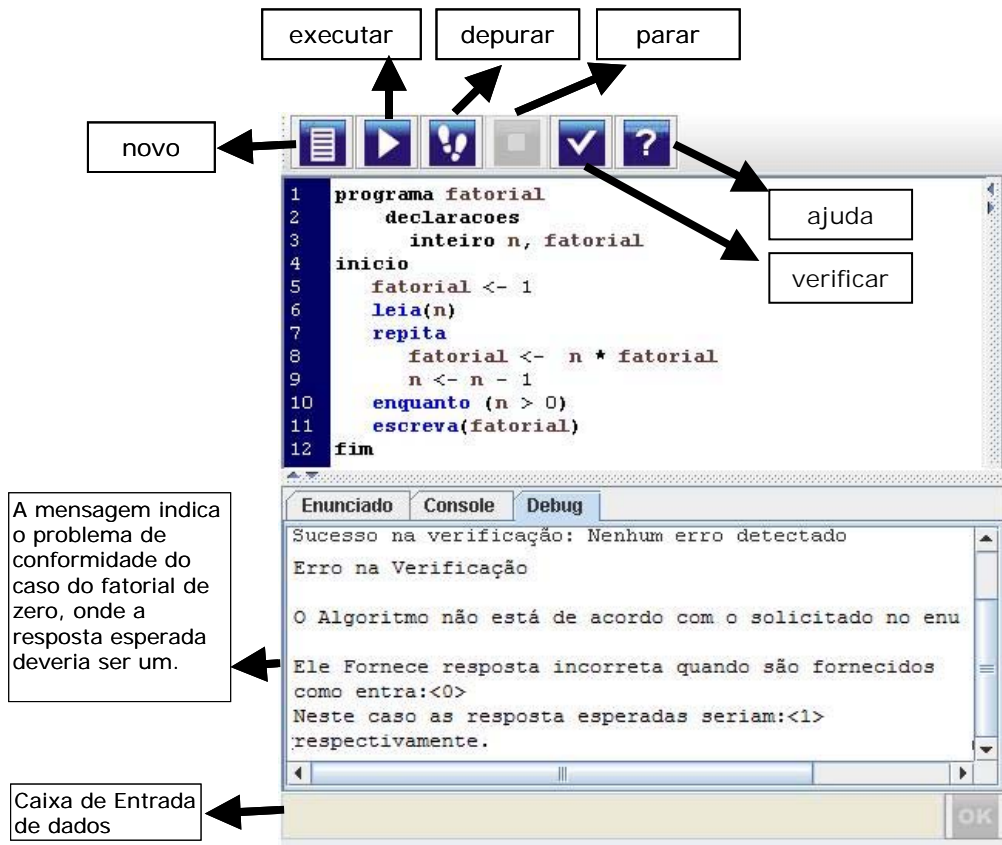 executar
depurar
parar
novo
ajuda
verificar
1 programa fatorial
2 declaracoes
3 inteiro n, fatorial
4 inicio
5 fatorial <- 1
6 leia(n)
7 repita
8 fatorial <- n * fatorial
9 n <- n - 1
10 enquanto (n > 0)
11 escreva(fatorial)
12 fim
Enunciado Console Debug
Sucesso na verificação: Nenhum erro detectado
Erro na Verificação
O Algoritmo não está de acordo com o solicitado no enu
Ele Fornece resposta incorreta quando são fornecidos
como entra:<0>
Neste caso as resposta esperadas seriam:<1>
respectivamente.
A mensagem indica
o problema de
conformidade do
caso do fatorial de
zero, onde a
resposta esperada
deveria ser um.
Caixa de Entrada
de dados
OK